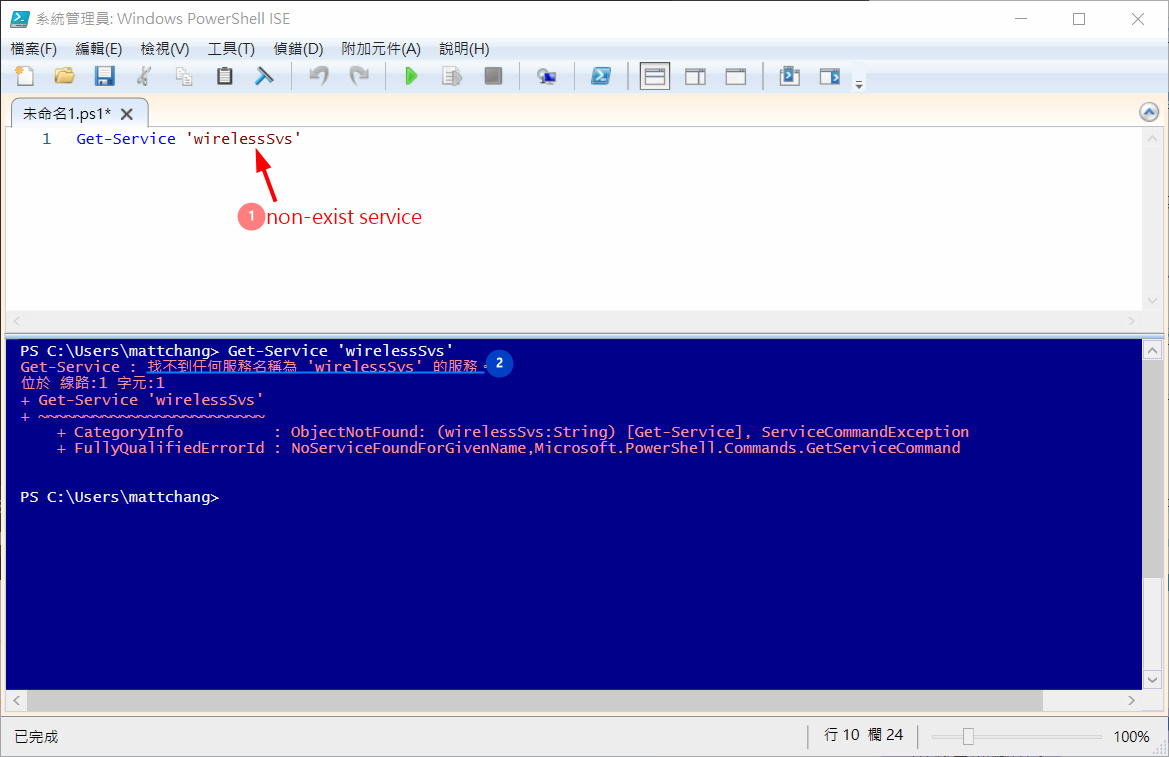 系統管理員: Windows PowerShell ISE
檔案(F) 編輯(E) 檢視(V) 工具(T) 偵錯(D) 附加元件(A) 說明(H)
未命名1.ps1*
1 Get-Service 'wirelessSvs'
1 non-exist service
PS C:\Users\mattchang> Get-Service 'wirelessSvs'
Get-Service : 找不到任何服務名稱為 'wirelessSvs' 的服務。 2
位於 線路:1 字元:1
+ Get-Service 'wirelessSvs'
+ ~~~~~~~~~~~~~~~~~~~~~~~~~
+ CategoryInfo : ObjectNotFound: (wirelessSvs:String) [Get-Service], ServiceCommandException
+ FullyQualifiedErrorId : NoServiceFoundForGivenName,Microsoft.PowerShell.Commands.GetServiceCommand
PS C:\Users\mattchang>
已完成 行 10 欄 24 100%